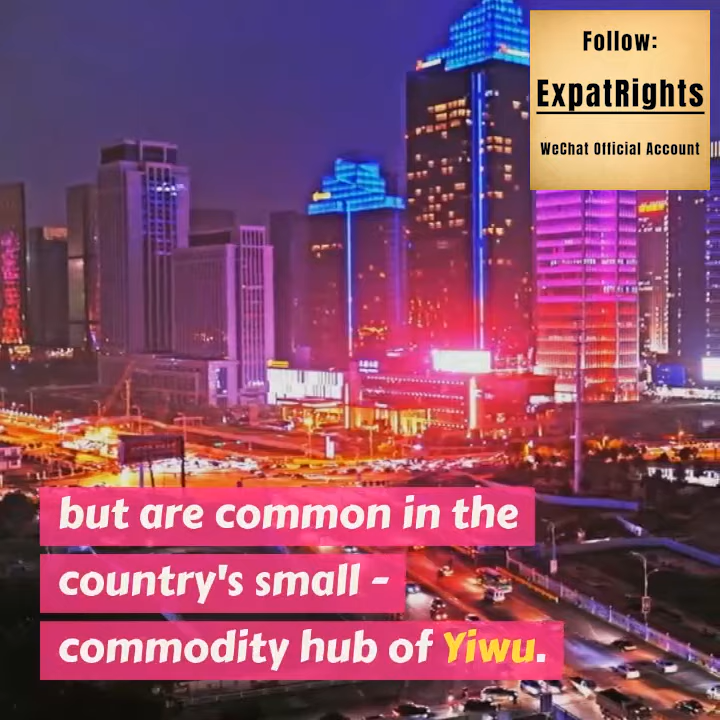 Follow:
ExpatRights
WeChat Official Account
but are common in the
country's small -
commodity hub of Yiwu.